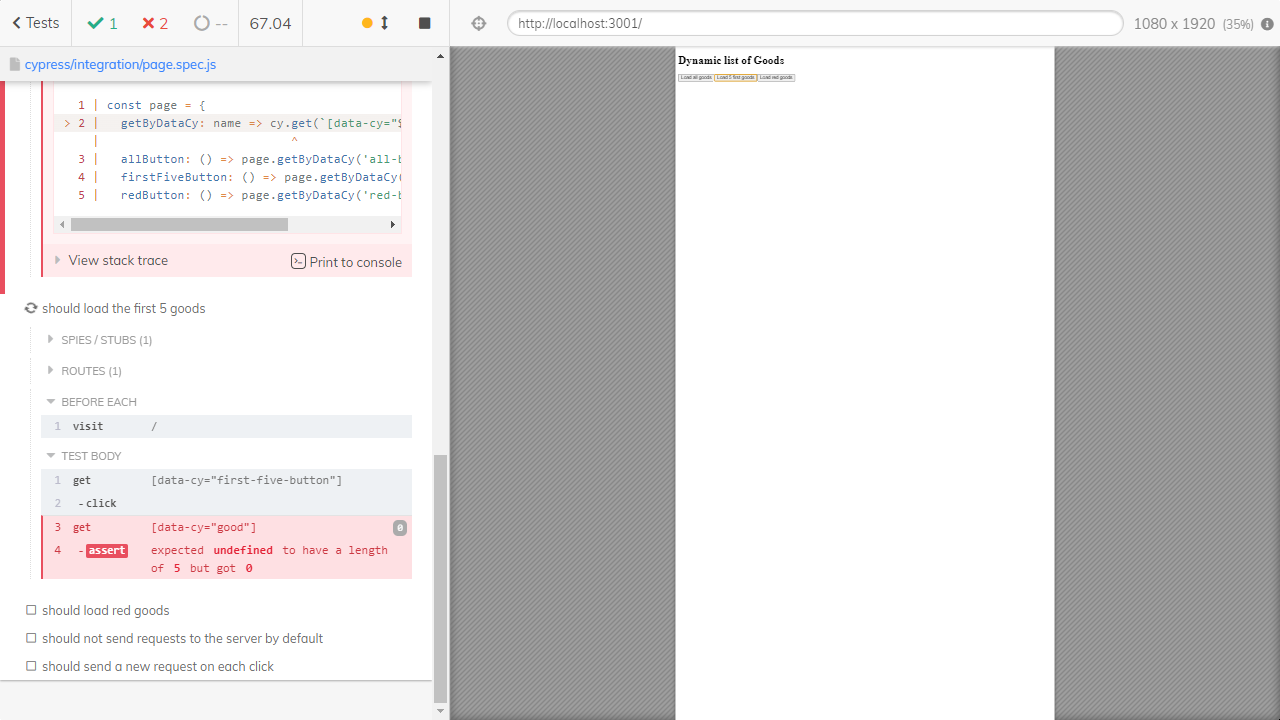 Tests
1
2
--
67.04
http://localhost:3001/
1080 x 1920 (35%)
cypress/integration/page.spec.js
1 | const page = {
> 2 | getByDataCy: name => cy.get(`[data-cy="$
| ^
3 | allButton: () => page.getByDataCy('all-b
4 | firstFiveButton: () => page.getByDataCy(
5 | redButton: () => page.getByDataCy('red-b
View stack trace
Print to console
should load the first 5 goods
SPIES / STUBS (1)
ROUTES (1)
BEFORE EACH
1 visit /
TEST BODY
1 get [data-cy="first-five-button"]
2 -click
3 get [data-cy="good"] 0
4 -assert expected undefined to have a length
of 5 but got 0
should load red goods
should not send requests to the server by default
should send a new request on each click
Dynamic list of Goods
Load all goods Load 5 first goods Load red goods